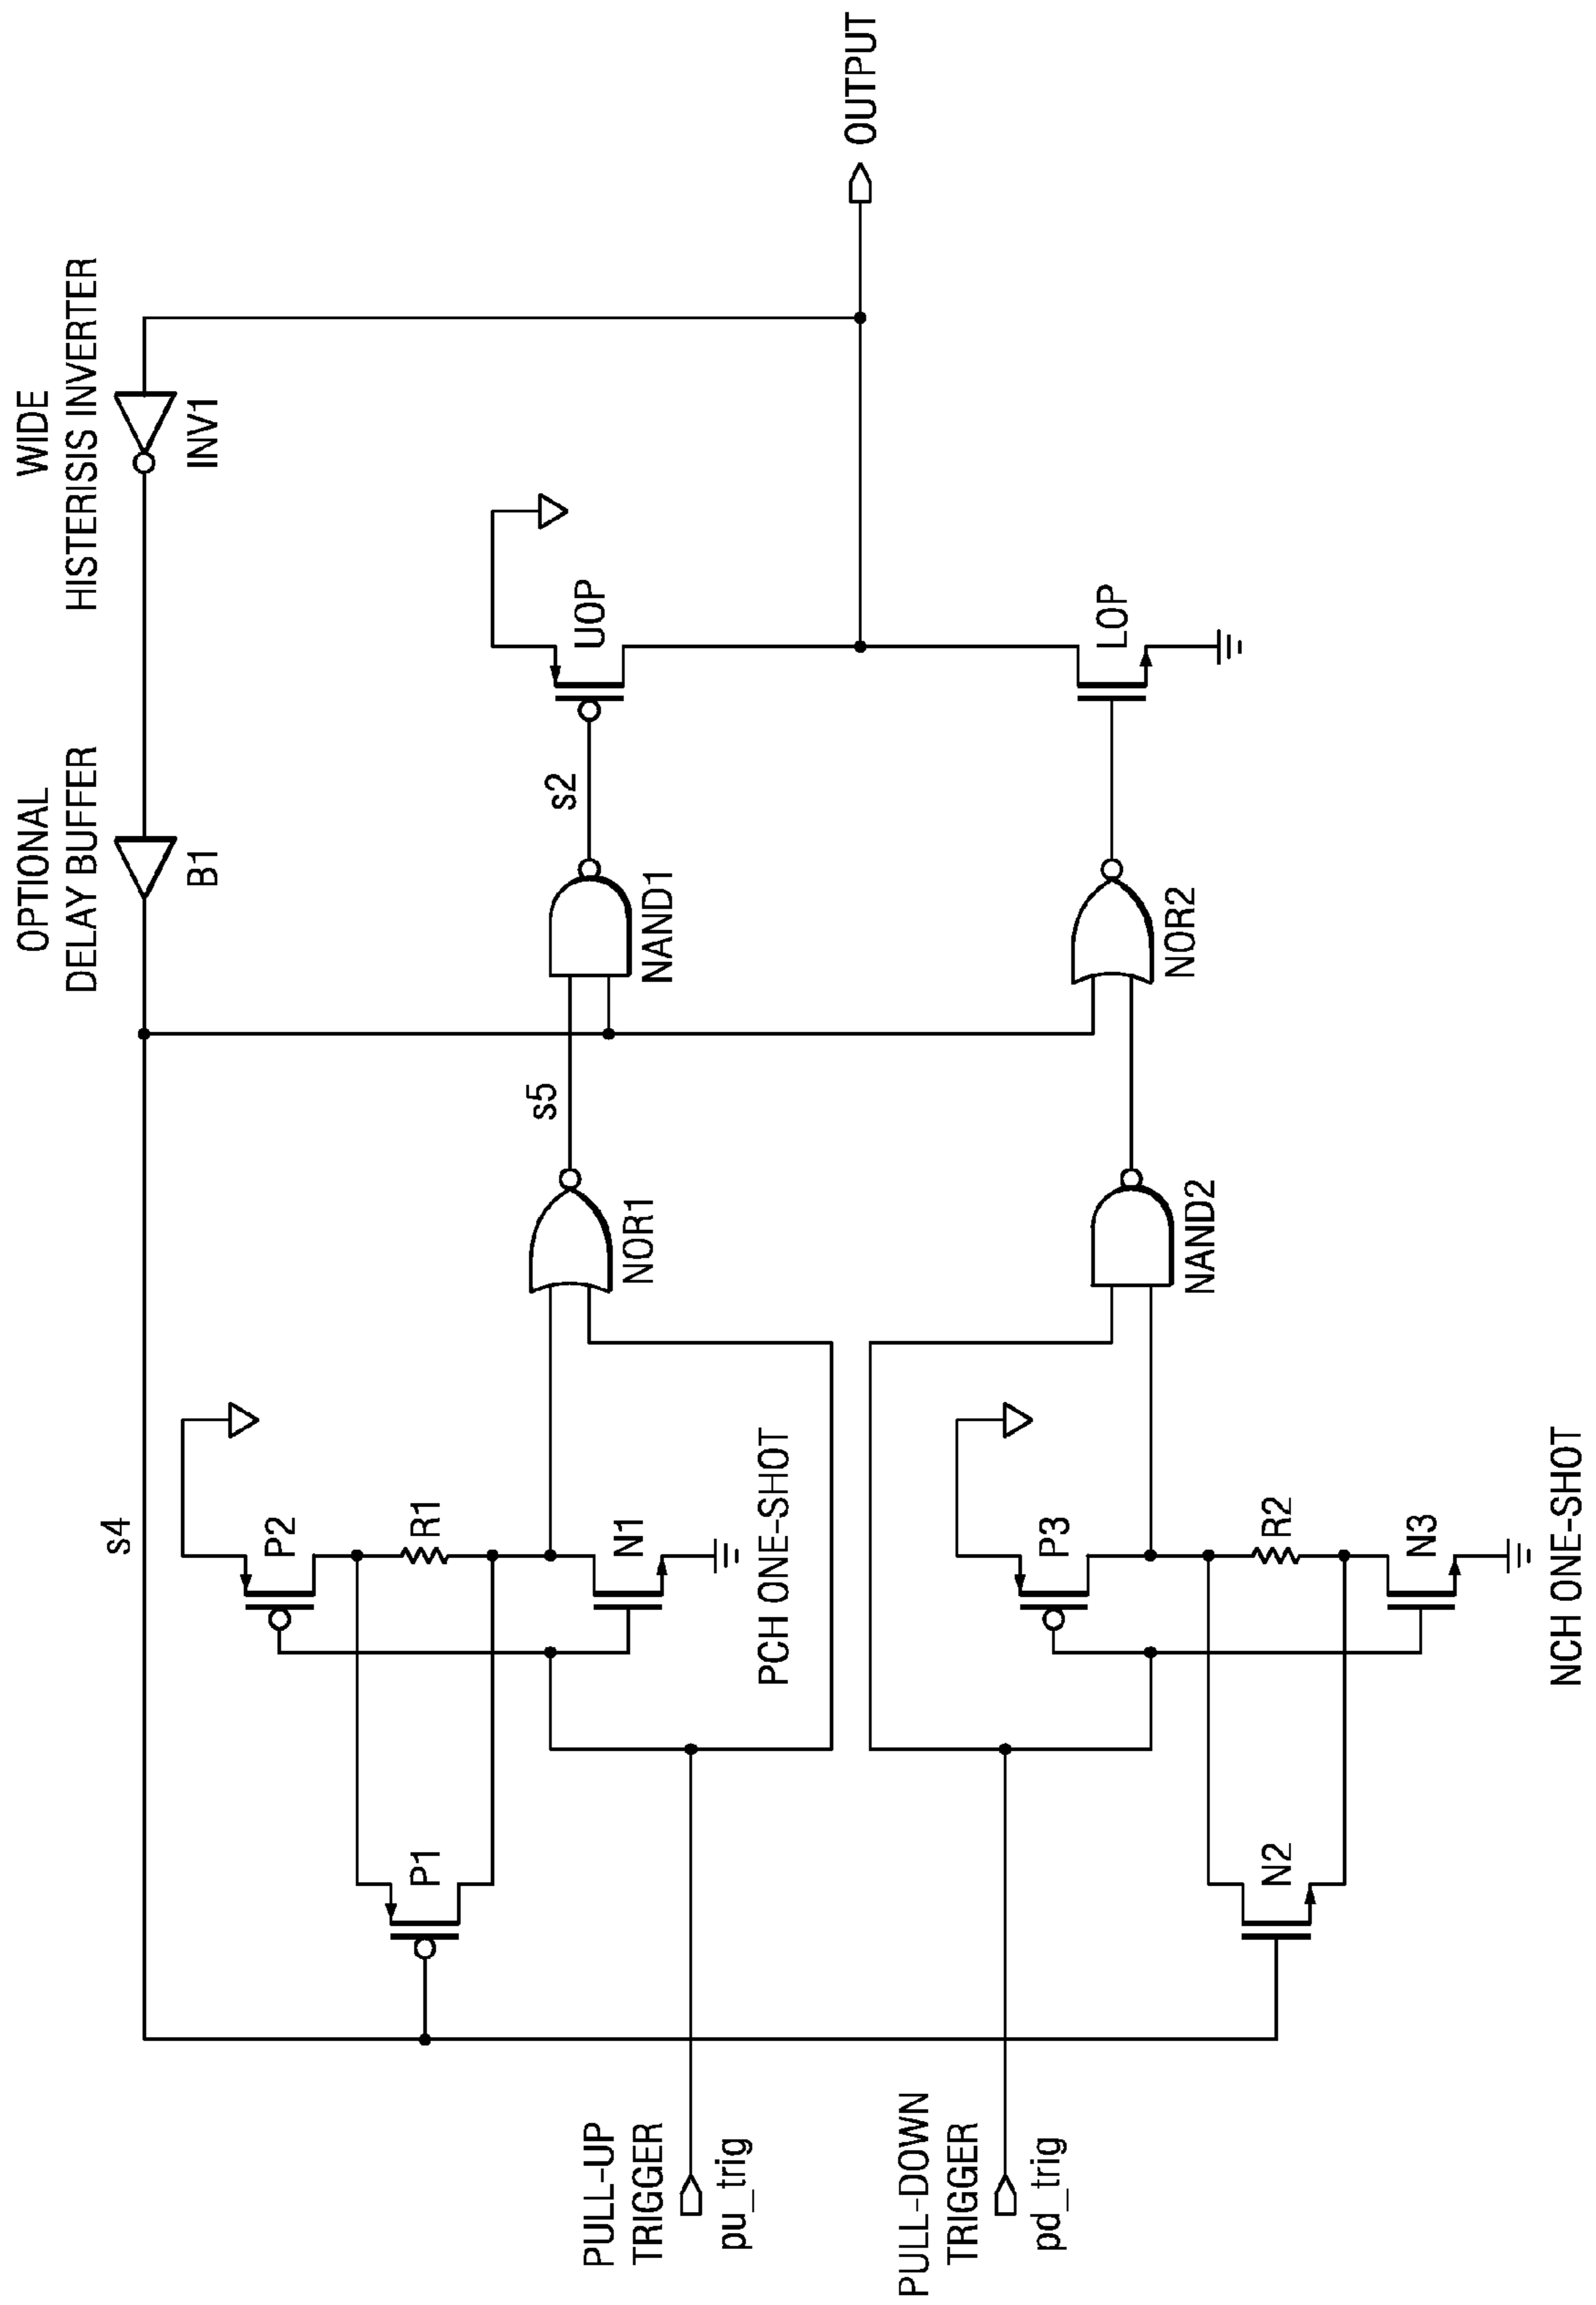 WIDE
HISTERISIS INVERTER
INV1
OPTIONAL
DELAY BUFFER
B1
s4
P2
R1
P1
N1
PCH ONE-SHOT
NOR1
s5
NAND1
s2
UOP
OUTPUT
PULL-UP
TRIGGER
pu_trig
PULL-DOWN
TRIGGER
pd_trig
P3
R2
N2
N3
NCH ONE-SHOT
NAND2
NOR2
LOP